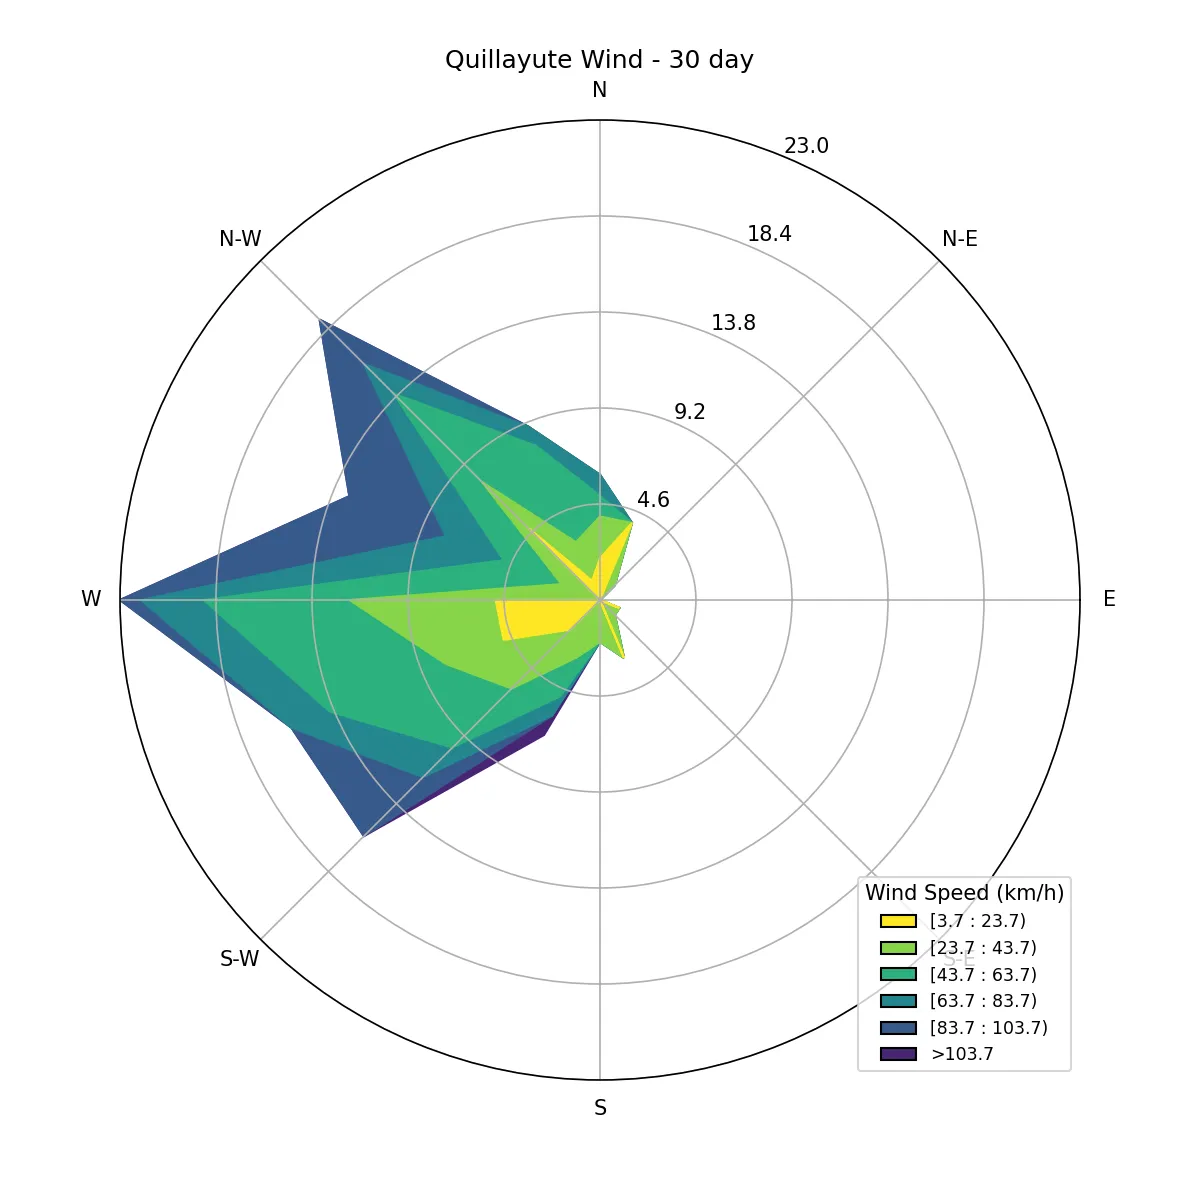 Quillayute Wind - 30 day
N
23.0
N-W
18.4
N-E
13.8
9.2
4.6
W
E
S-W
S-E
S
Wind Speed (km/h)
[3.7 : 23.7)
[23.7 : 43.7)
[43.7 : 63.7)
[63.7 : 83.7)
[83.7 : 103.7)
>103.7